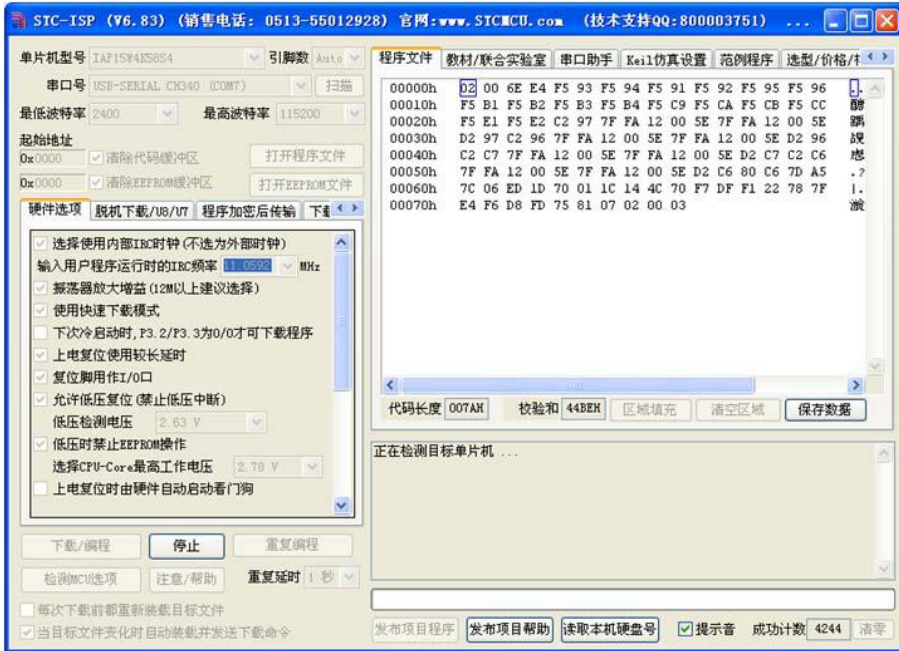 STC-ISP (V6.83) (销售电话: 0513-55012928) 官网:www.STCMCU.com (技术支持QQ:800003751) ...
单片机型号 IAP15W4K58S4 引脚数 Auto
串口号 USB-SERIAL CH340 (COM7) 扫描
最低波特率 2400 最高波特率 115200
起始地址
0x0000 清除代码缓冲区 打开程序文件
0x0000 清除EEPROM缓冲区 打开EEPROM文件
硬件选项 脱机下载/U8/U7 程序加密后传输
选择使用内部IRC时钟(不选为外部时钟)
输入用户程序运行时的IRC频率 11.0592 MHz
振荡器放大增益(12M以上建议选择)
使用快速下载模式
下次冷启动时,P3.2/P3.3为0/0才可下载程序
上电复位使用较长延时
复位脚用作I/O口
允许低压复位(禁止低压中断)
低压检测电压 2.63 V
低压时禁止EEPROM操作
选择CPU-Core最高工作电压 2.78 V
上电复位时由硬件自动启动看门狗
下载/编程 停止 重复编程
检测MCU选项 注意/帮助 重复延时 1 秒
每次下载前都重新装载目标文件
当目标文件变化时自动装载并发送下载命令
程序文件 教材/联合实验室 串口助手 Keil仿真设置 范例程序 选型/价格/
00000h 02 00 6E E4 F5 93 F5 94 F5 91 F5 92 F5 95 F5 96
00010h F5 B1 F5 B2 F5 B3 F5 B4 F5 C9 F5 CA F5 CB F5 CC
00020h F5 E1 F5 E2 C2 97 7F FA 12 00 5E 7F FA 12 00 5E
00030h D2 97 C2 96 7F FA 12 00 5E 7F FA 12 00 5E D2 96
00040h C2 C7 7F FA 12 00 5E 7F FA 12 00 5E D2 C7 C2 C6
00050h 7F FA 12 00 5E 7F FA 12 00 5E D2 C6 80 C6 7D A5 .?
00060h 7C 06 ED 1D 70 01 1C 14 4C 70 F7 DF F1 22 78 7F |.
00070h E4 F6 D8 FD 75 81 07 02 00 03
代码长度 007AH 校验和 44BEH 区域填充 清空区域 保存数据
正在检测目标单片机 ...
发布项目程序 发布项目帮助 读取本机硬盘号 提示音 成功计数 4244 清零